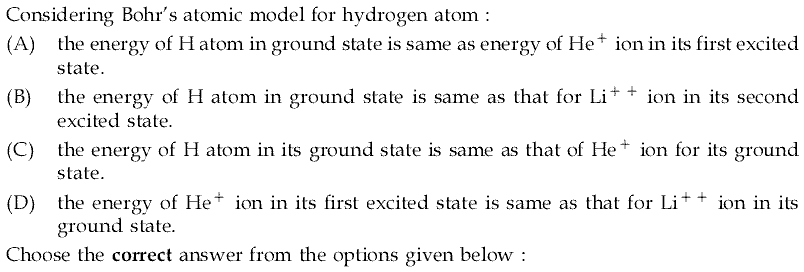 Considering Bohr's atomic model for hydrogen atom :
(A) the energy of H atom in ground state is same as energy of He⁺ ion in its first excited
state.
(B) the energy of H atom in ground state is same as that for Li⁺⁺ ion in its second
excited state.
(C) the energy of H atom in its ground state is same as that of He⁺ ion for its ground
state.
(D) the energy of He⁺ ion in its first excited state is same as that for Li⁺⁺ ion in its
ground state.
Choose the correct answer from the options given below :